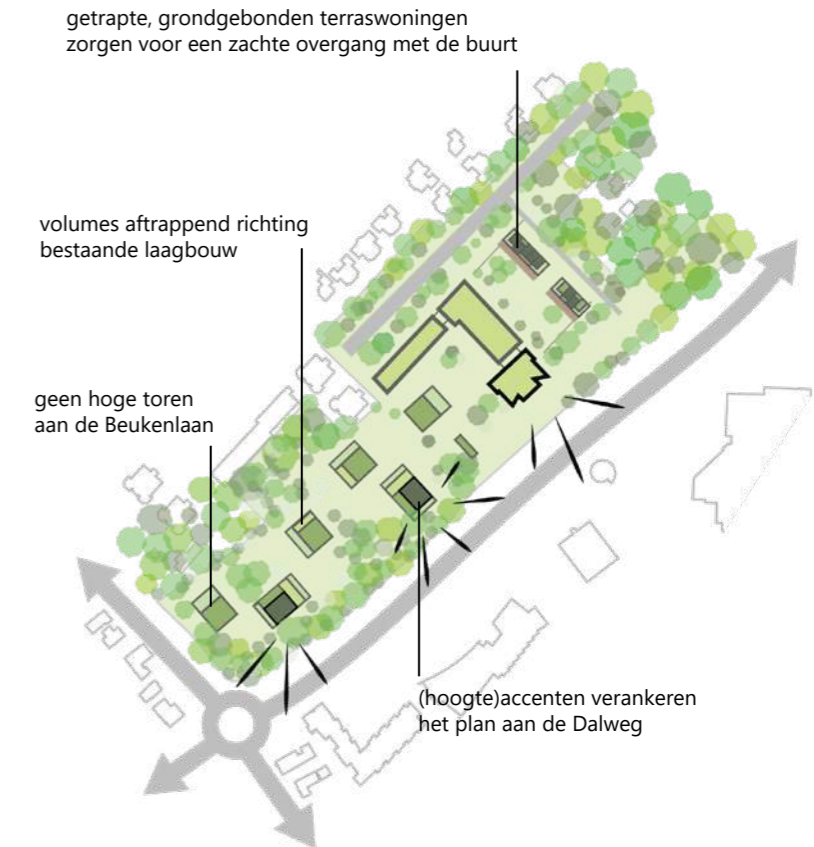 getrapte, grondgebonden terraswoningen
zorgen voor een zachte overgang met de buurt
volumes aftrappend richting
bestaande laagbouw
geen hoge toren
aan de Beukenlaan
(hoogte)accenten verankeren
het plan aan de Dalweg